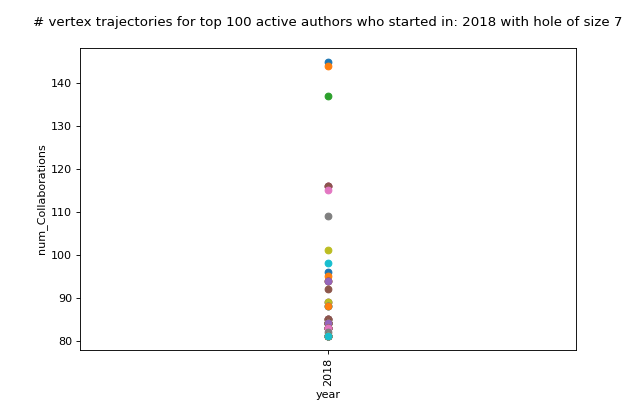 # vertex trajectories for top 100 active authors who started in: 2018 with hole of size 7
140
130
120
110
100
90
80
num_Collaborations
2018
year